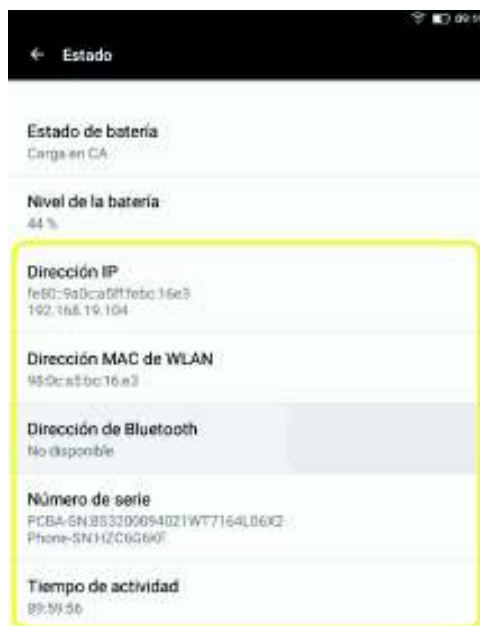 Estado
Estado de batería
Carga en CA
Nivel de la batería
44 %
Dirección IP
192.168.19.104
Dirección MAC de WLAN
98:0c:a5:bc:16:e3
Dirección de Bluetooth
No disponible
Número de serie
Tiempo de actividad
89:59:56